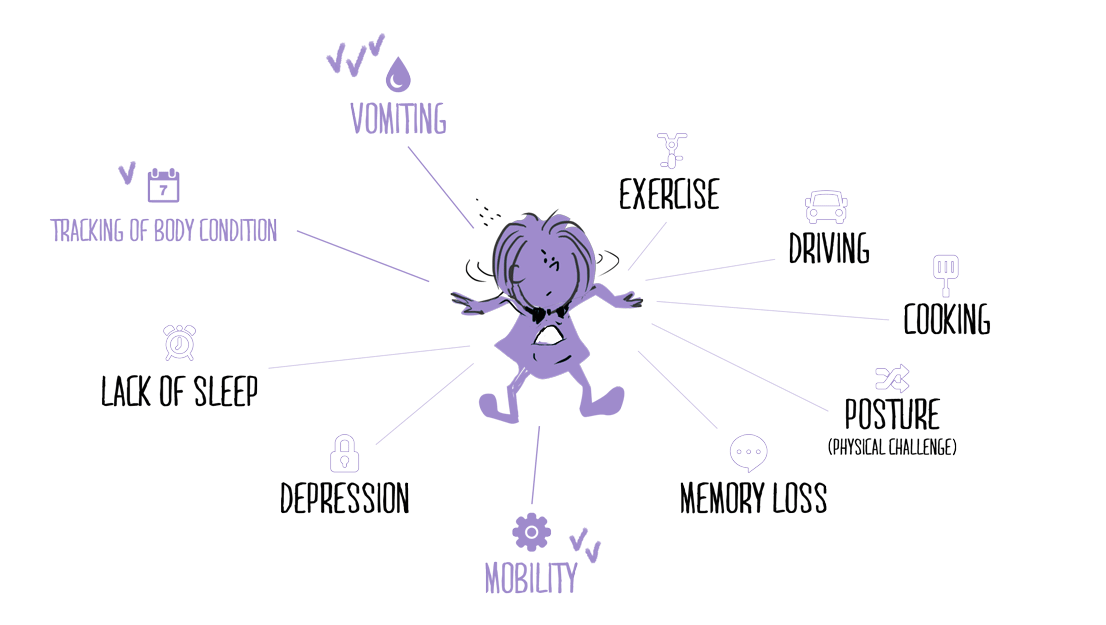 VOMITING
EXERCISE
7
TRACKING OF BODY CONDITION
DRIVING
COOKING
LACK OF SLEEP
POSTURE
(PHYSICAL CHALLENGE)
DEPRESSION
MEMORY LOSS
MOBILITY